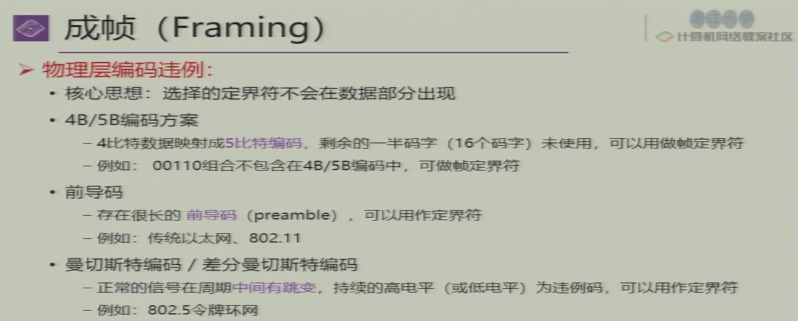 成帧（Framing）
计算机网络教案社区
➢ 物理层编码违例：
• 核心思想：选择的定界符不会在数据部分出现
• 4B/5B编码方案
– 4比特数据映射成5比特编码，剩余的一半码字（16个码字）未使用，可以用做帧定界符
– 例如： 00110组合不包含在4B/5B编码中，可做帧定界符
• 前导码
– 存在很长的 前导码（preamble），可以用作定界符
– 例如：传统以太网、802.11
• 曼切斯特编码 / 差分曼切斯特编码
– 正常的信号在周期中间有跳变，持续的高电平（或低电平）为违例码，可以用作定界符
– 例如：802.5令牌环网